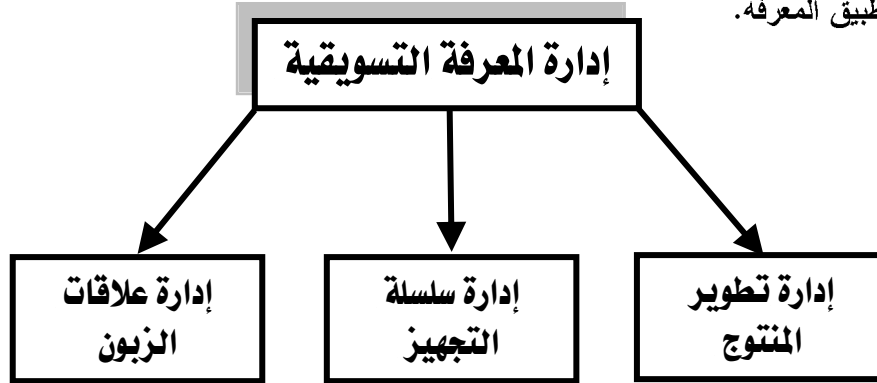 طبيق المعرفة.
إدارة المعرفة التسويقية
إدارة تطوير
المنتوج
إدارة سلسلة
التجهيز
إدارة علاقات
الزبون